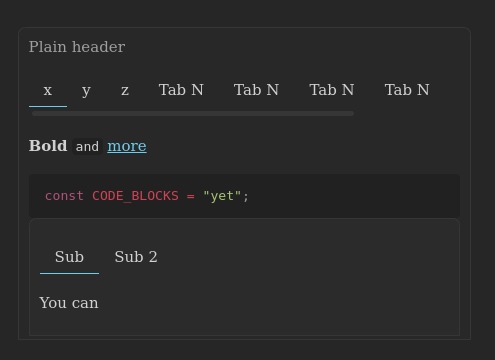 Plain header
x y z Tab N Tab N Tab N Tab N
Bold and more
const CODE_BLOCKS = "yet";
Sub Sub 2
You can